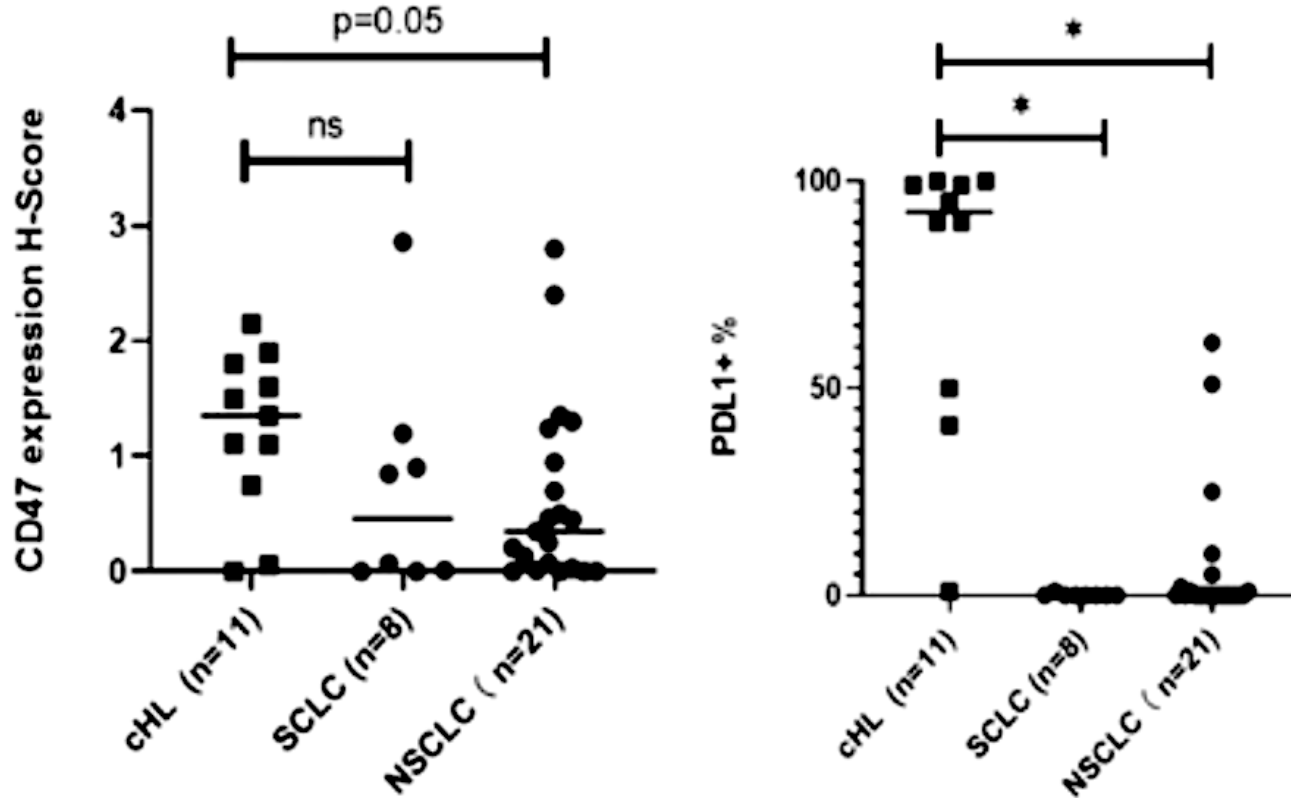 p=0.05
ns
CD47 expression H-Score
4
3
2
1
0
cHL (n=11)
SCLC (n=8)
NSCLC ( n=21)
*
*
PDL1+ %
100
50
0
cHL (n=11)
SCLC (n=8)
NSCLC ( n=21)